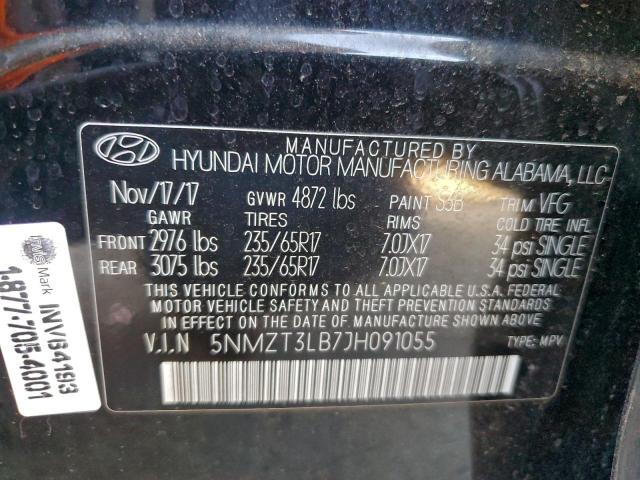 MANUFACTURED BY
HYUNDAI MOTOR MANUFACTURING ALABAMA, LLC
Nov/17/17 GVWR 4872 lbs PAINT S3B TRIM VFG
GAWR TIRES RIMS COLD TIRE INFL
FRONT 2976 lbs 235/65R17 7.0JX17 34 psi SINGLE
REAR 3075 lbs 235/65R17 7.0JX17 34 psi SINGLE
THIS VEHICLE CONFORMS TO ALL APPLICABLE U.S.A. FEDERAL
MOTOR VEHICLE SAFETY AND THEFT PREVENTION STANDARDS
IN EFFECT ON THE DATE OF MANUFACTURE SHOWN ABOVE.
V.I.N 5NMZT3LB7JH091055 TYPE: MPV
Mark INV/64193
1-877-705-4001